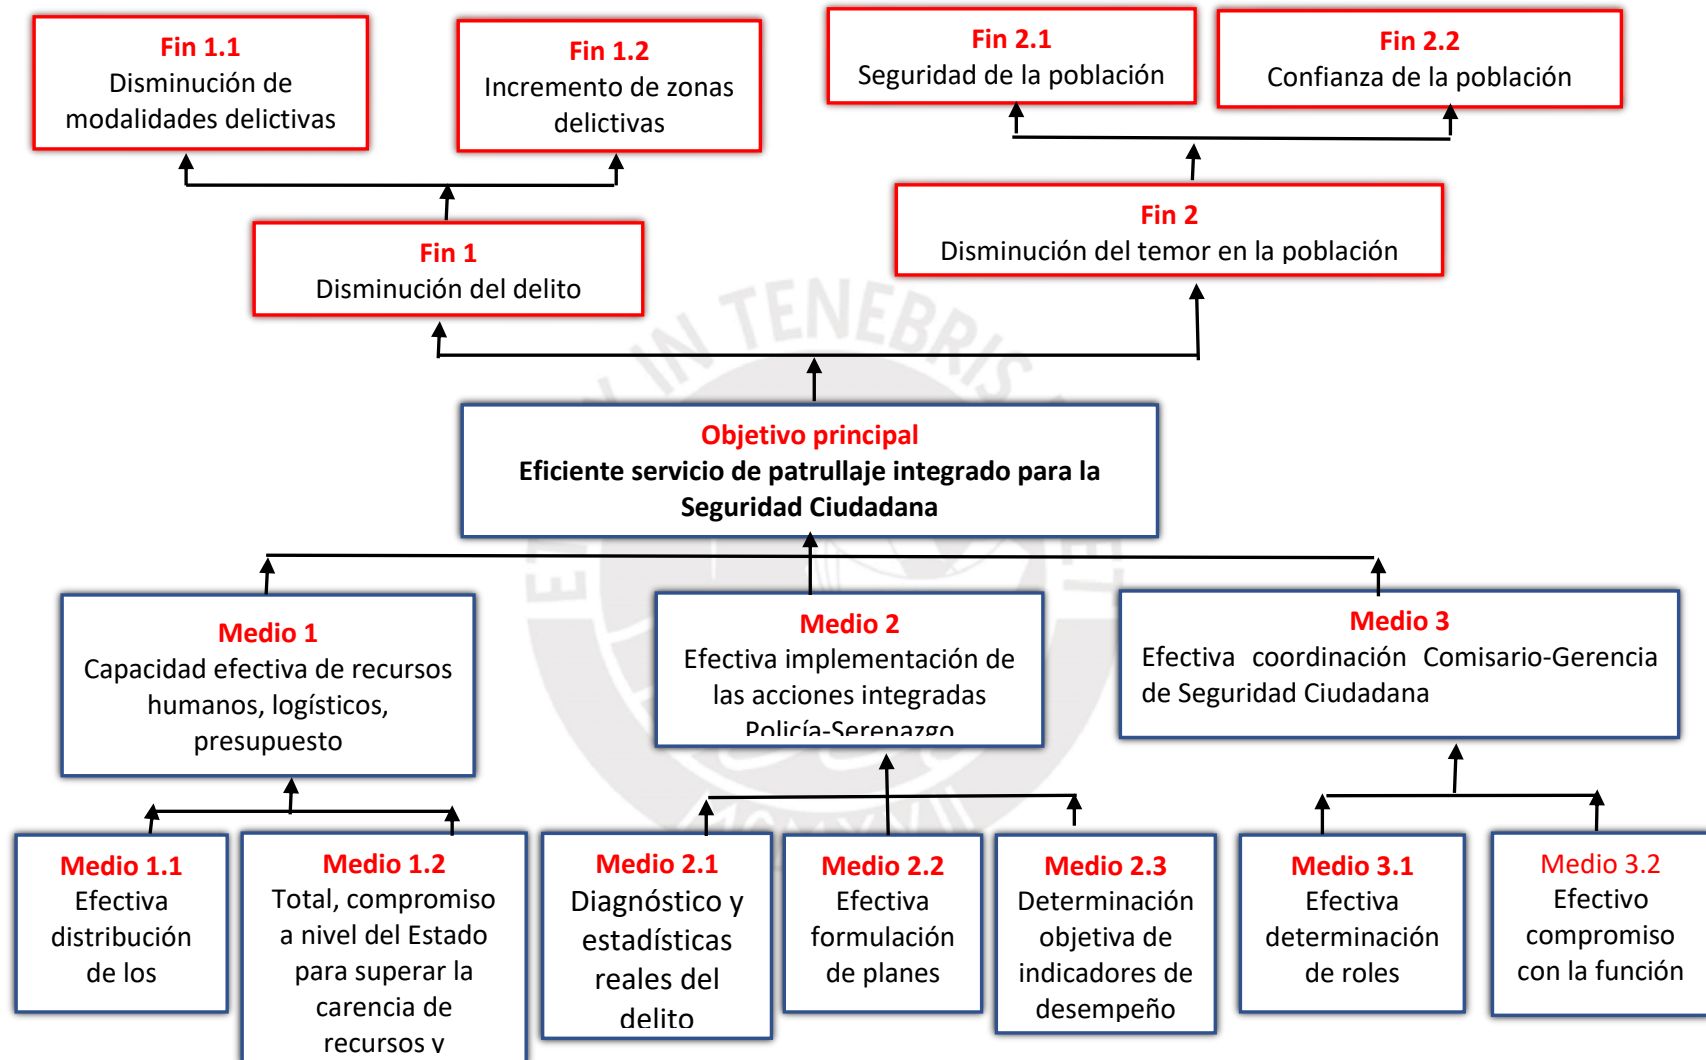 Fin 1.1
Disminución de
modalidades delictivas
Fin 1.2
Incremento de zonas
delictivas
Fin 2.1
Seguridad de la población
Fin 2.2
Confianza de la población
Fin 1
Disminución del delito
Fin 2
Disminución del temor en la población
IN TENEBRIS
Objetivo principal
Eficiente servicio de patrullaje integrado para la
Seguridad Ciudadana
ET
ET
Medio 1
Capacidad efectiva de recursos
humanos, logísticos,
presupuesto
Medio 2
Efectiva implementación de
las acciones integradas
Policía-Serenazgo
Medio 3
Efectiva coordinación Comisario-Gerencia
de Seguridad Ciudadana
MCMXVII
Medio 1.1
Efectiva
distribución
de los
Medio 1.2
Total, compromiso
a nivel del Estado
para superar la
carencia de
recursos y
Medio 2.1
Diagnóstico y
estadísticas
reales del
delito
Medio 2.2
Efectiva
formulación
de planes
Medio 2.3
Determinación
objetiva de
indicadores de
desempeño
Medio 3.1
Efectiva
determinación
de roles
Medio 3.2
Efectivo
compromiso
con la función